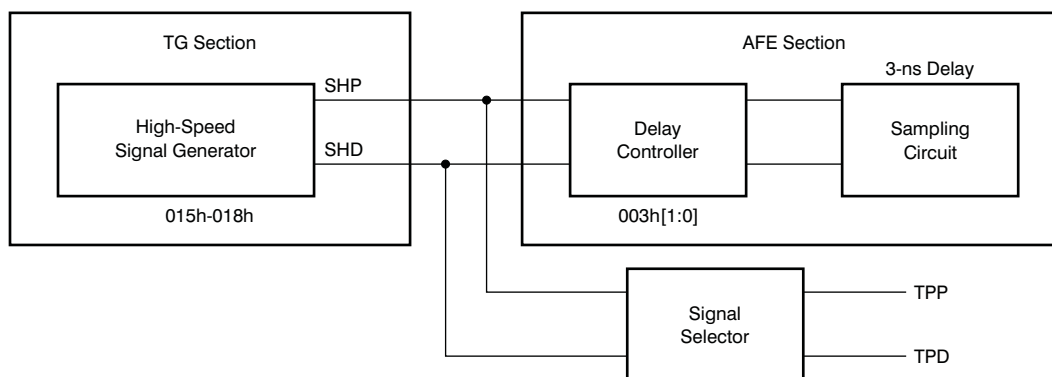 TG Section
AFE Section
3-ns Delay
SHP
High-Speed
Signal Generator
SHD
Delay
Controller
Sampling
Circuit
015h-018h
003h[1:0]
Signal
Selector
TPP
TPD